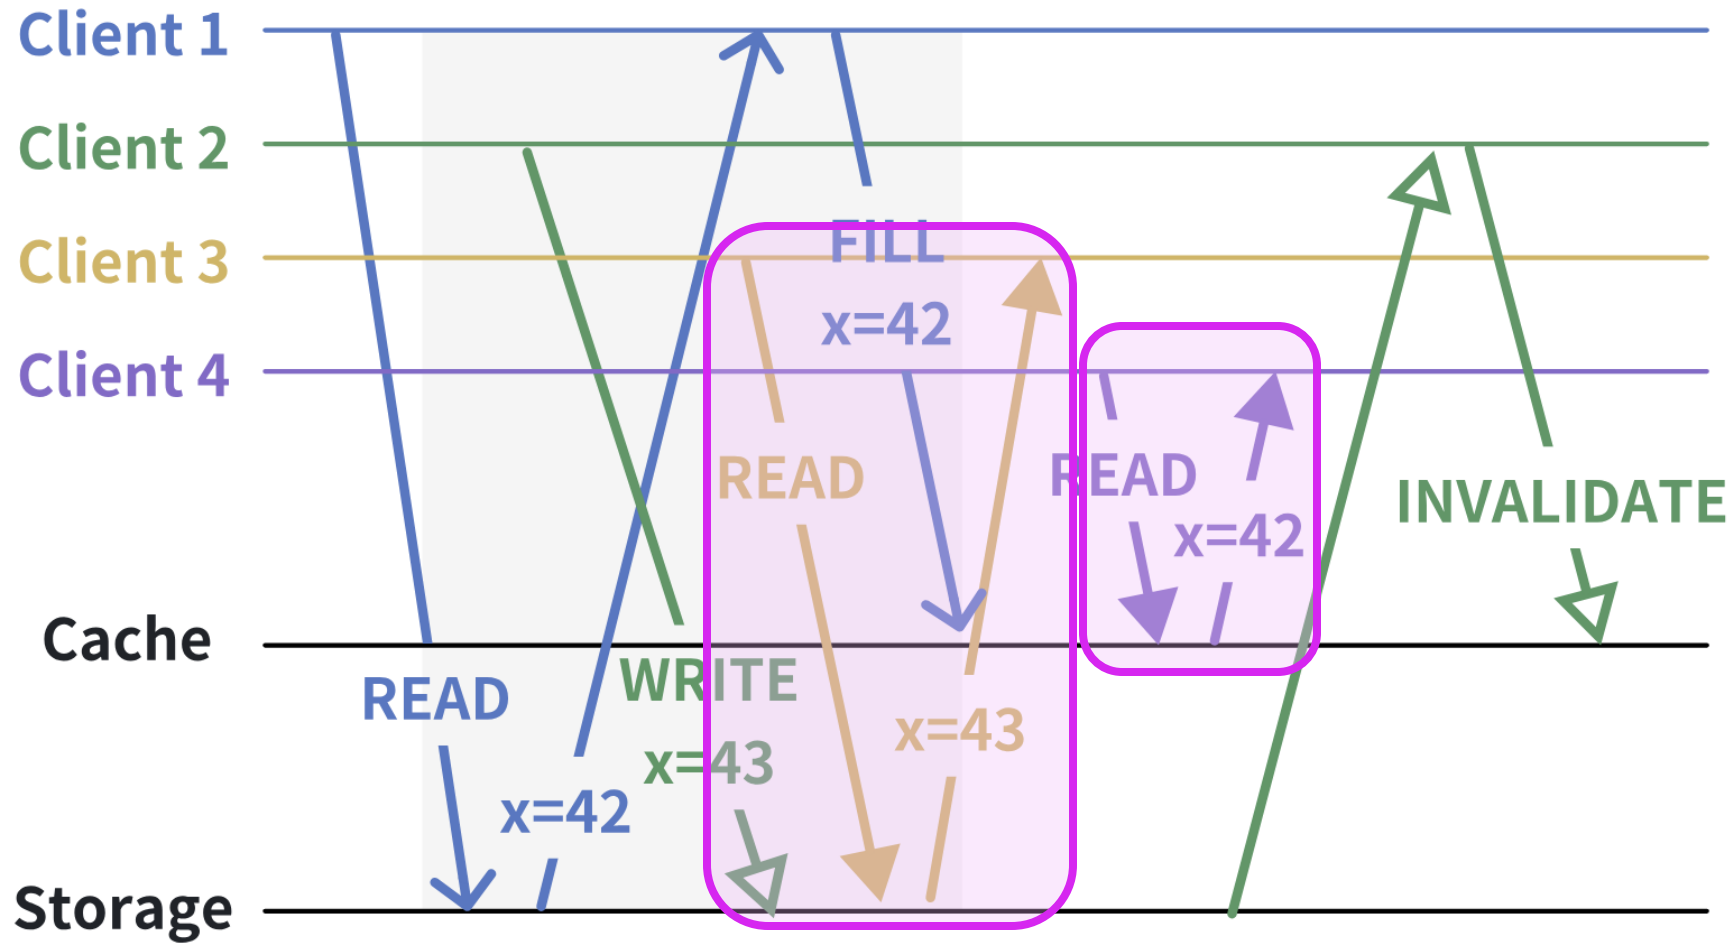 Client 1
Client 2
Client 3
Client 4
Cache
Storage
READ
x=42
WRITE
x=43
READ
FILL
x=42
x=43
READ
x=42
INVALIDATE